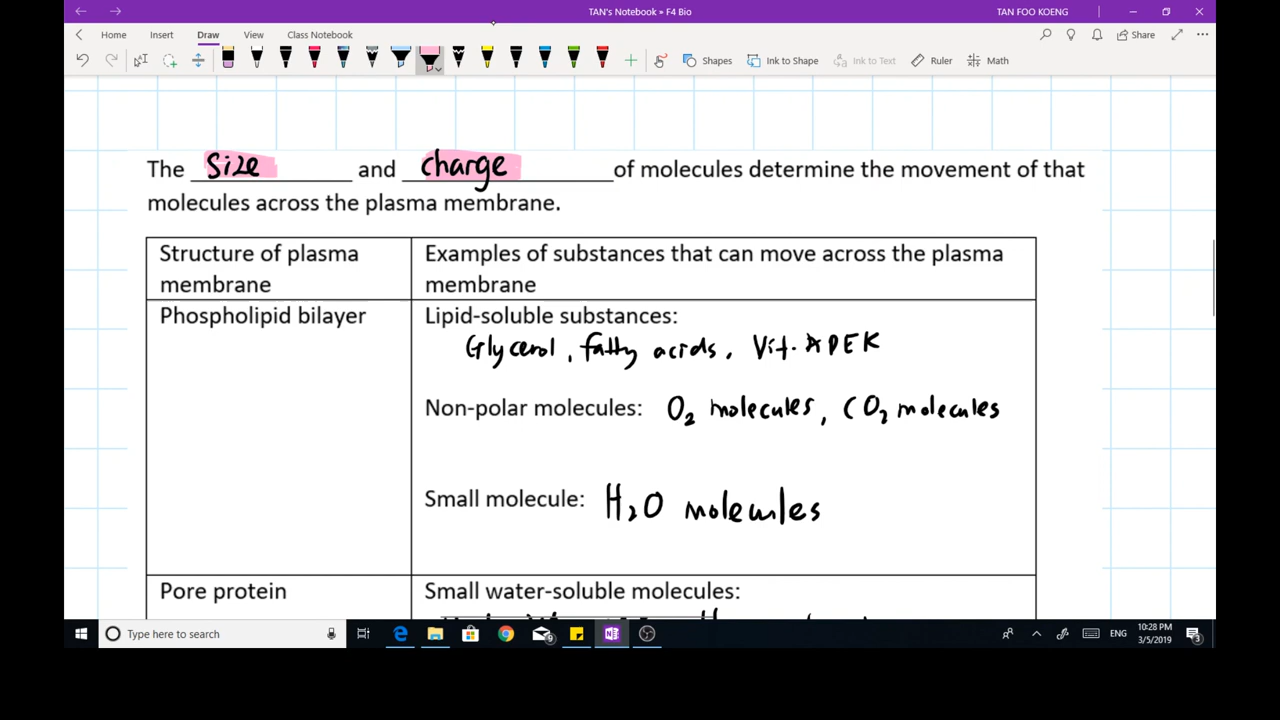 TAN's Notebook » F4 Bio
TAN FOO KOENG
Home Insert Draw View Class Notebook
Share
Shapes Ink to Shape Ink to Text Ruler Math
The size and charge of molecules determine the movement of that
molecules across the plasma membrane.
Structure of plasma
membrane
Examples of substances that can move across the plasma
membrane
Phospholipid bilayer
Lipid-soluble substances:
Glycerol, fatty acids, Vit. ADEK
Non-polar molecules: O₂ molecules, CO₂ molecules
Small molecule: H₂O molecules
Pore protein
Small water-soluble molecules:
Type here to search
ENG
10:28 PM
3/5/2019